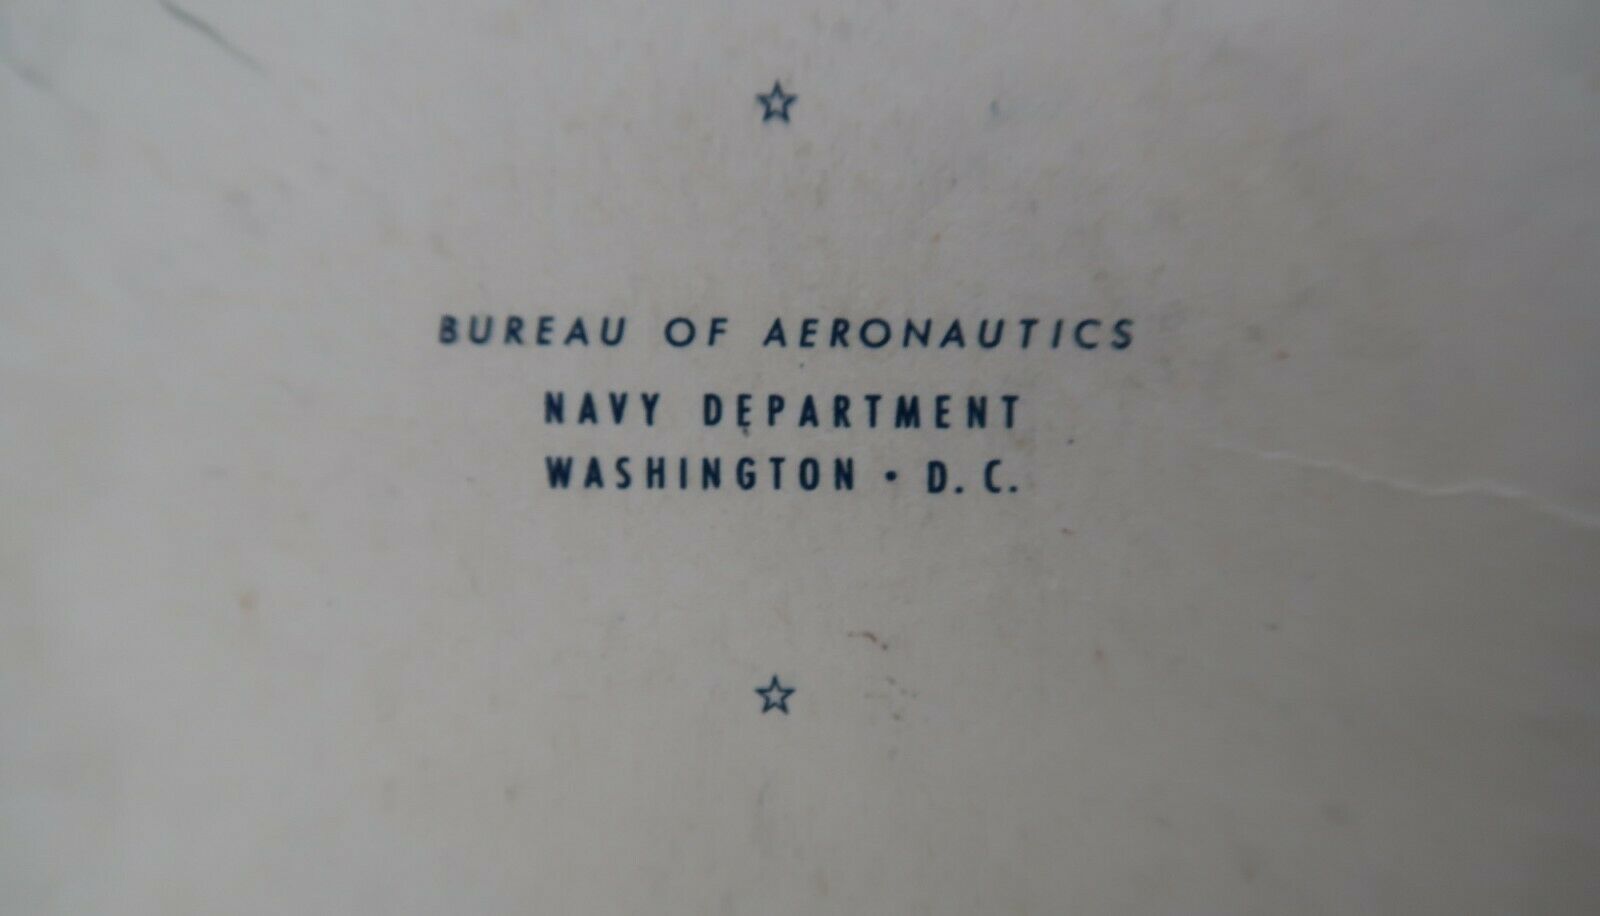 BUREAU OF AERONAUTICS
NAVY DEPARTMENT
WASHINGTON · D. C.